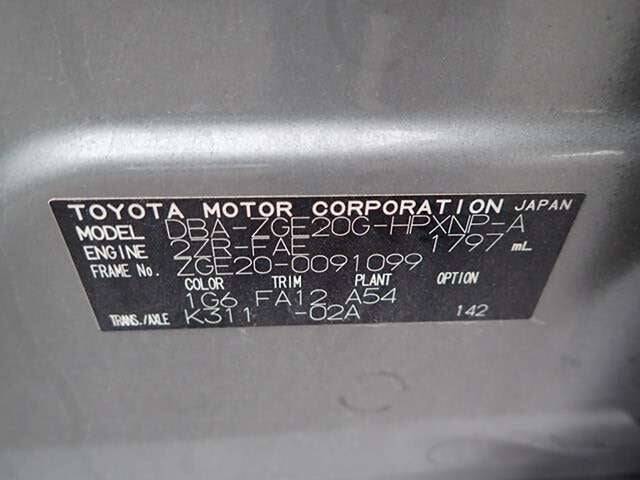 TOYOTA MOTOR CORPORATION JAPAN
MODEL DBA-ZGE20G-HPXNP-A
ENGINE 2ZR-FAE 1797 mL
FRAME No. ZGE20-0091099
COLOR TRIM PLANT OPTION
1G6 FA12 A54
TRANS./AXLE K311 -02A 142